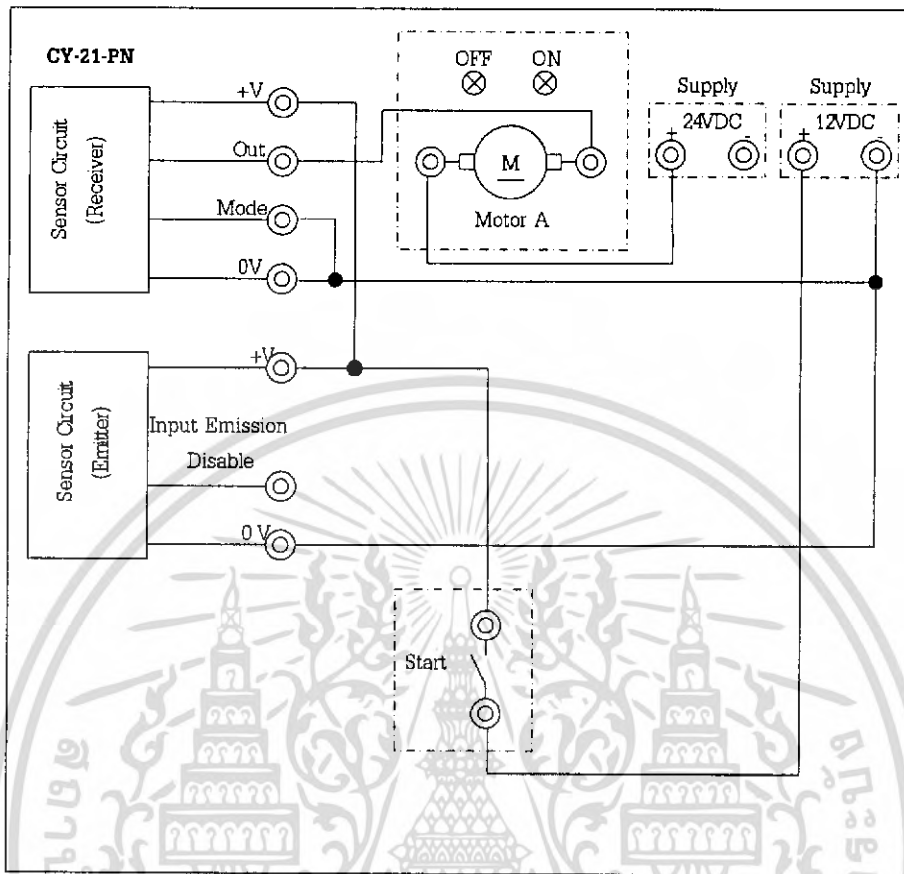 CY-21-PN
Sensor Circuit
(Receiver)
+V
Out
Mode
0V
OFF ON
M
Motor A
Supply
24VDC
+ -
Supply
12VDC
+ -
Sensor Circuit
(Emitter)
+V
Input Emission
Disable
0 V
Start